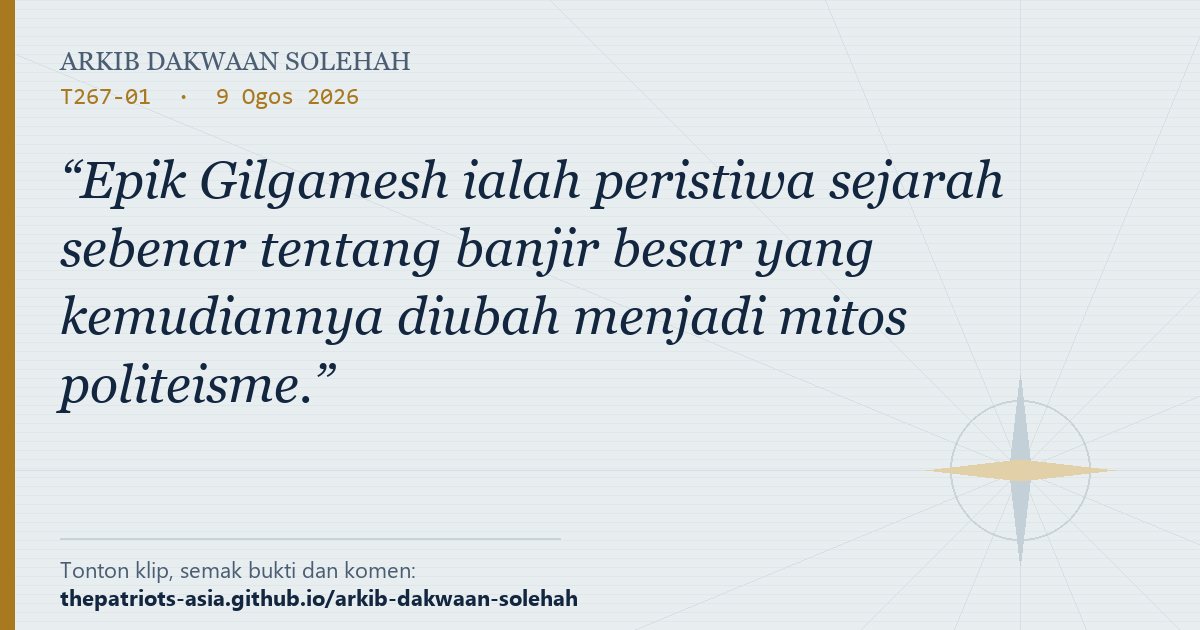 ARKIB DAKWAAN SOLEHAH
T267-01 · 9 Ogos 2026
“Epik Gilgamesh ialah peristiwa sejarah
sebenar tentang banjir besar yang
kemudiannya diubah menjadi mitos
politeisme.”
Tonton klip, semak bukti dan komen:
thepatriots-asia.github.io/arkib-dakwaan-solehah